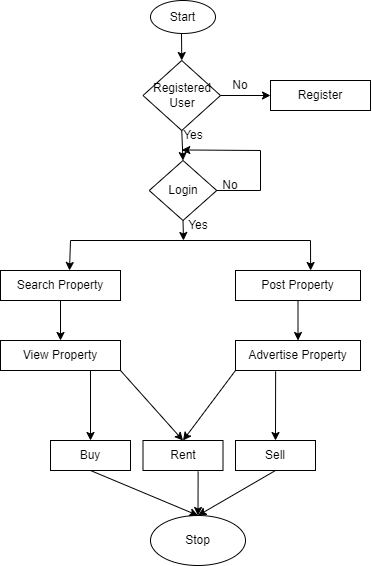 Start
Registered
User
No
Register
Yes
Login
No
Yes
Search Property
Post Property
View Property
Advertise Property
Buy
Rent
Sell
Stop